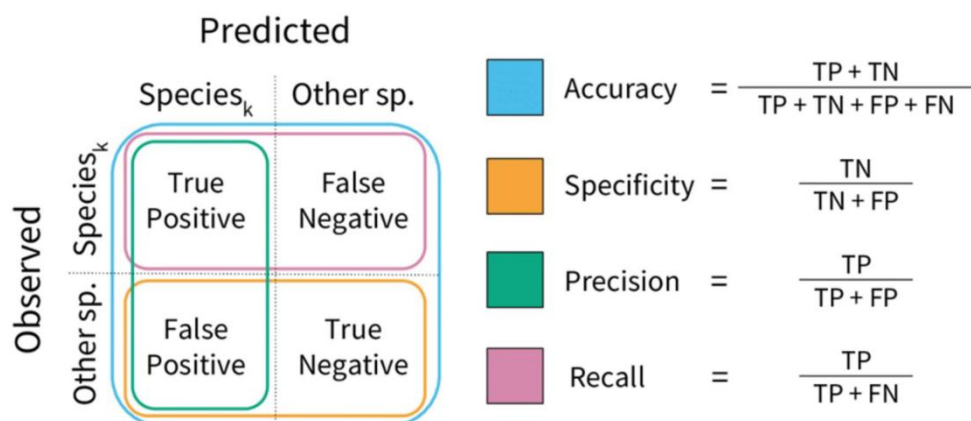 Predicted
Species_k Other sp.
Observed
Species_k
True Positive
False Negative
Other sp.
False Positive
True Negative
Accuracy = TP + TN / TP + TN + FP + FN
Specificity = TN / TN + FP
Precision = TP / TP + FP
Recall = TP / TP + FN